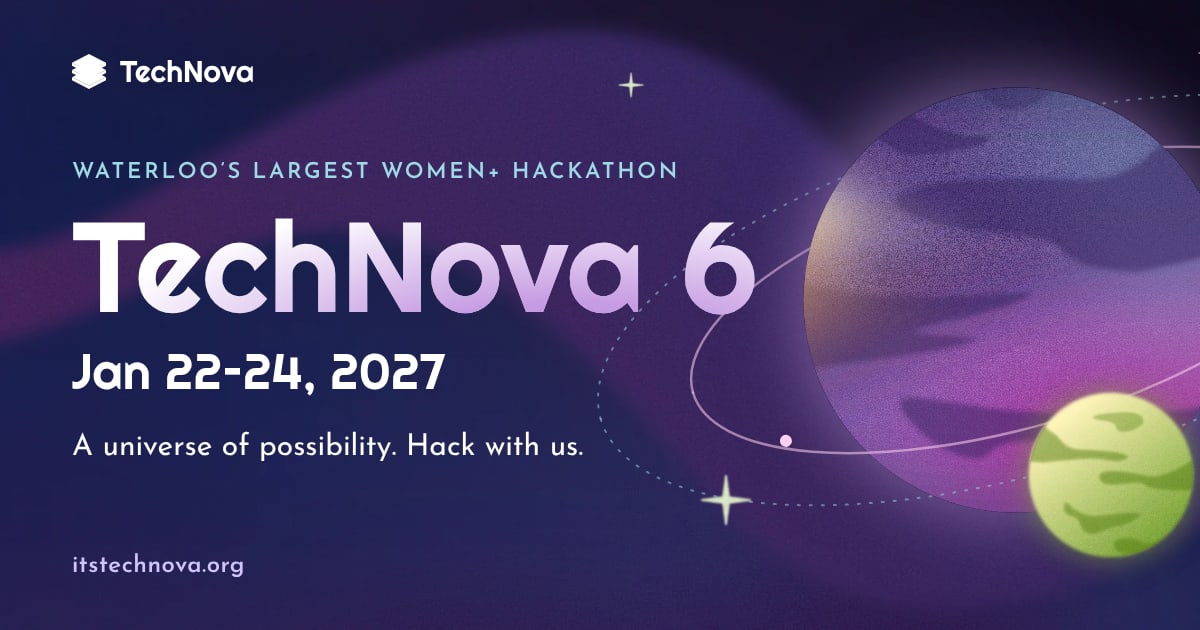 TechNova
WATERLOO'S LARGEST WOMEN+ HACKATHON
TechNova 6
Jan 22-24, 2027
A universe of possibility. Hack with us.
itstechnova.org